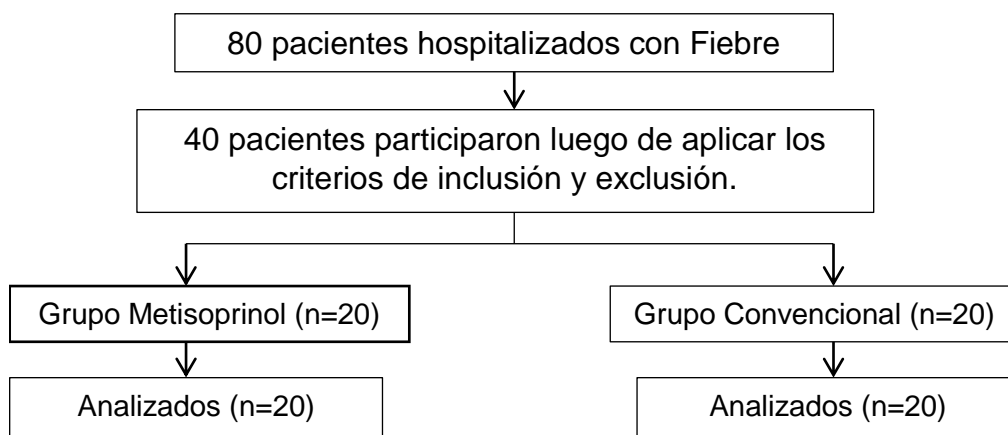 80 pacientes hospitalizados con Fiebre
40 pacientes participaron luego de aplicar los
criterios de inclusión y exclusión.
Grupo Metisoprinol (n=20)
Grupo Convencional (n=20)
Analizados (n=20)
Analizados (n=20)